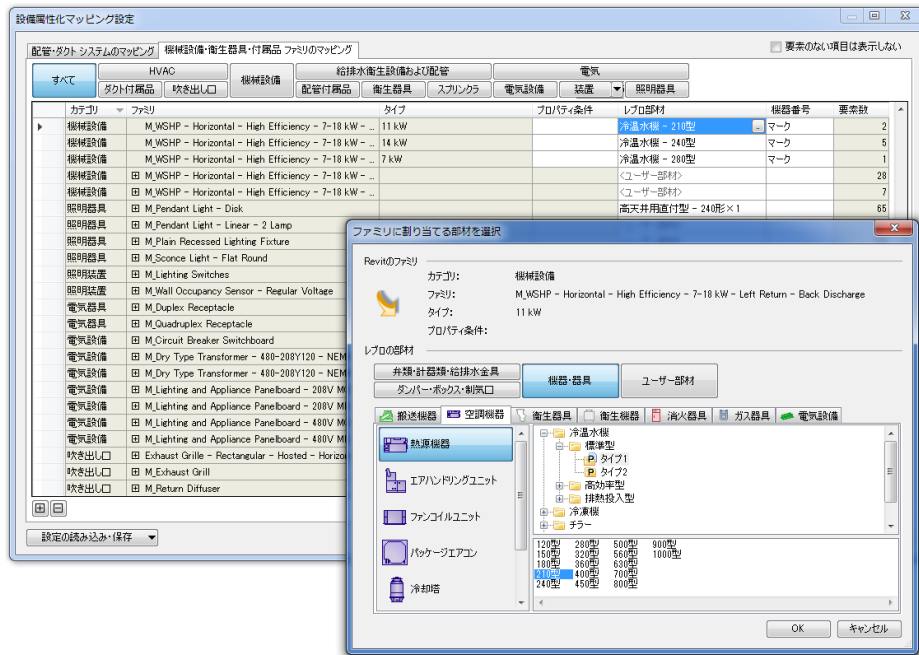 設備属性化マッピング設定
配管・ダクト システムのマッピング 機械設備・衛生器具・付属品 ファミリのマッピング 要素のない項目は表示しない
すべて HVAC 機械設備 給排水衛生設備および配管 電気
ダクト付属品 吹き出し口 配管付属品 衛生器具 スプリンクラ 電気設備 装置 照明器具
カテゴリ ファミリ タイプ プロパティ条件 レブロ部材 機器番号 要素数
機械設備 M_WSHP - Horizontal - High Efficiency - 7-18 kW - ... 11 kW 冷温水機 - 210型 ... マーク 2
機械設備 M_WSHP - Horizontal - High Efficiency - 7-18 kW - ... 14 kW 冷温水機 - 240型 マーク 5
機械設備 M_WSHP - Horizontal - High Efficiency - 7-18 kW - ... 7 kW 冷温水機 - 280型 マーク 1
機械設備 M_WSHP - Horizontal - High Efficiency - 7-18 kW - ... <ユーザー部材> 28
機械設備 M_WSHP - Horizontal - High Efficiency - 7-18 kW - ... <ユーザー部材> 7
照明器具 M_Pendant Light - Disk 高天井用直付型 - 240形×1 65
照明器具 M_Pendant Light - Linear - 2 Lamp
照明器具 M_Plain Recessed Lighting Fixture
照明器具 M_Sconce Light - Flat Round
照明装置 M_Lighting Switches
照明装置 M_Wall Occupancy Sensor - Regular Voltage
電気器具 M_Duplex Receptacle
電気器具 M_Quadruplex Receptacle
電気設備 M_Circuit Breaker Switchboard
電気設備 M_Dry Type Transformer - 480-208Y120 - NEM
電気設備 M_Dry Type Transformer - 480-208Y120 - NEM
電気設備 M_Lighting and Appliance Panelboard - 208V M
電気設備 M_Lighting and Appliance Panelboard - 208V M
電気設備 M_Lighting and Appliance Panelboard - 480V M
電気設備 M_Lighting and Appliance Panelboard - 480V M
吹き出し口 Exhaust Grille - Rectangular - Hosted - Horizo
吹き出し口 M_Exhaust Grill
吹き出し口 M_Return Diffuser
設定の読み込み・保存
ファミリに割り当てる部材を選択
Revitのファミリ
カテゴリ: 機械設備
ファミリ: M_WSHP - Horizontal - High Efficiency - 7-18 kW - Left Return - Back Discharge
タイプ: 11 kW
プロパティ条件:
レブロの部材
弁類・計器類・給排水金具
ダンパー・ボックス・制気口
機器・器具
ユーザー部材
搬送機器 空調機器 衛生器具 衛生機器 消火器具 ガス器具 電気設備
熱源機器
エアハンドリングユニット
ファンコイルユニット
パッケージエアコン
冷却塔
冷温水機
標準型
タイプ1
タイプ2
高効率型
排熱投入型
冷凍機
チラー
120型 280型 500型 900型
150型 320型 560型 1000型
180型 360型 630型
210型 400型 700型
240型 450型 800型
OK キャンセル